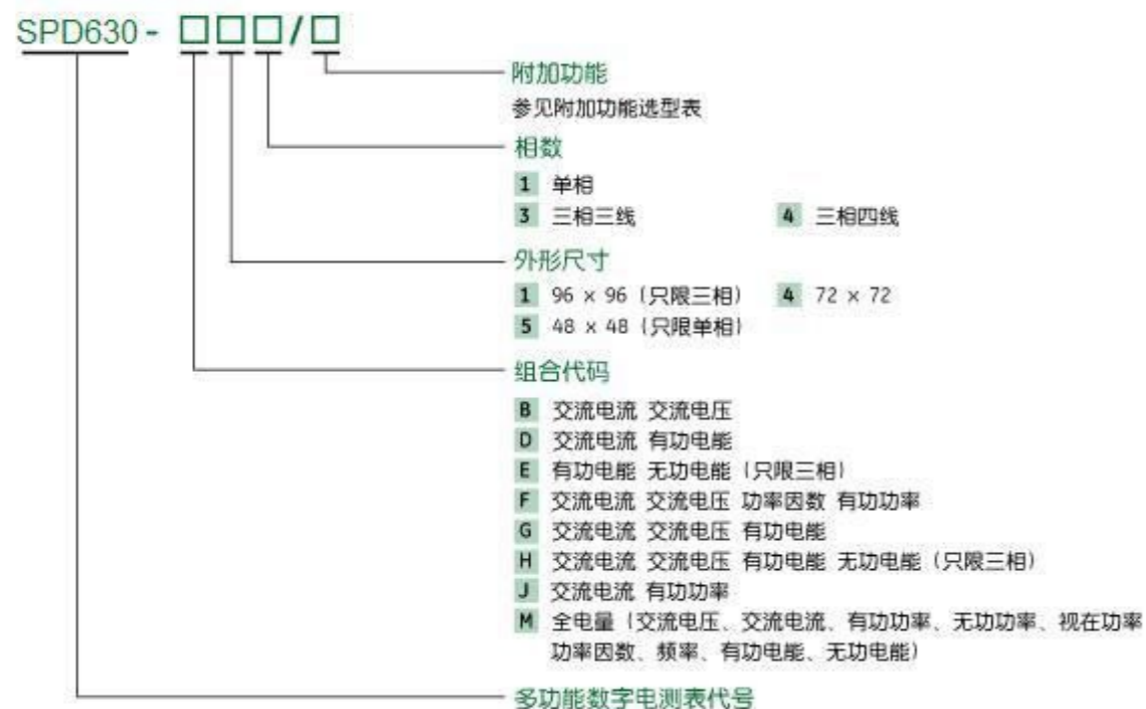 SPD630 - □□□/□
附加功能
参见附加功能选型表
相数
1 单相
3 三相三线 4 三相四线
外形尺寸
1 96 × 96 (只限三相) 4 72 × 72
5 48 × 48 (只限单相)
组合代码
B 交流电流 交流电压
D 交流电流 有功电能
E 有功电能 无功电能 (只限三相)
F 交流电流 交流电压 功率因数 有功功率
G 交流电流 交流电压 有功电能
H 交流电流 交流电压 有功电能 无功电能 (只限三相)
J 交流电流 有功功率
M 全电量 (交流电压、交流电流、有功功率、无功功率、视在功率
功率因数、频率、有功电能、无功电能)
多功能数字电测表代号